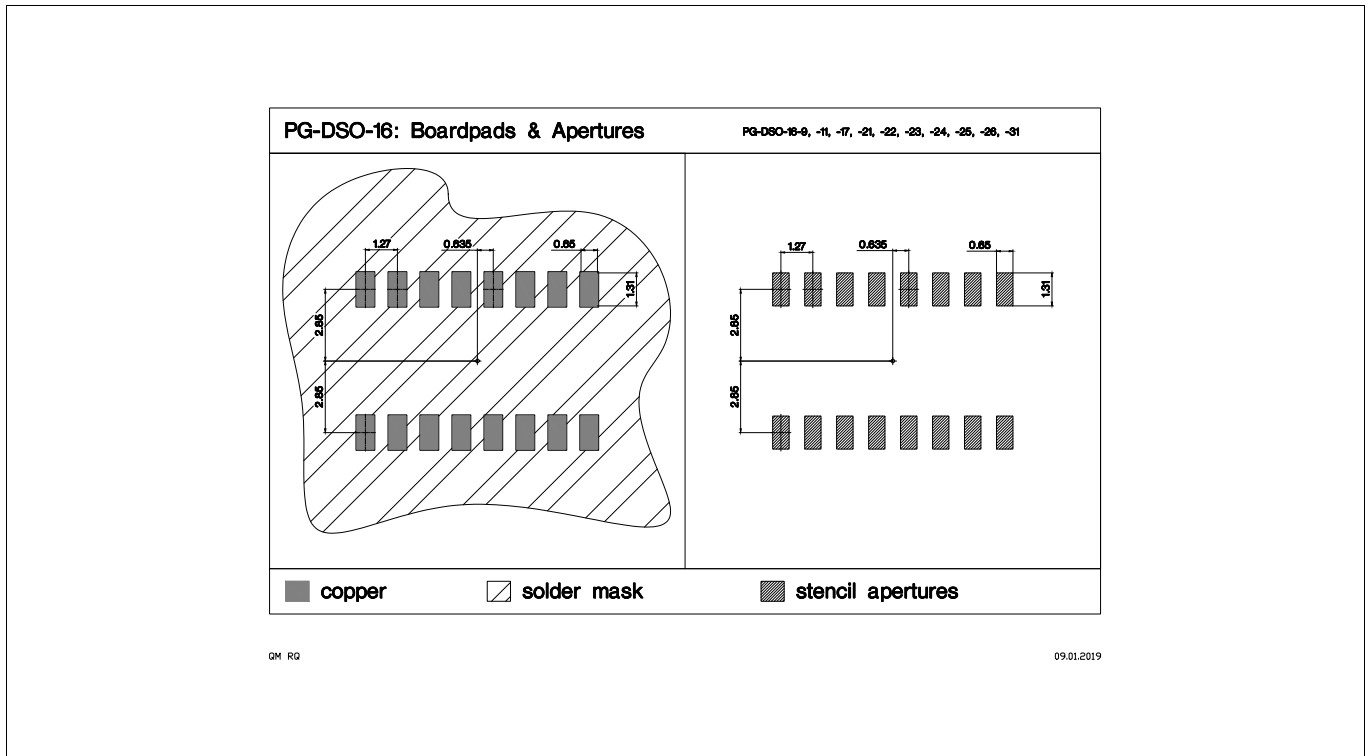 PG-DSO-16: Boardpads & Apertures
PG-DSO-16-9, -11, -17, -21, -22, -23, -24, -25, -26, -31
1.27
0.635
0.65
1.31
2.85
2.85
1.27
0.635
0.65
1.31
2.85
2.85
copper
solder mask
stencil apertures
QM RQ
09.01.2019